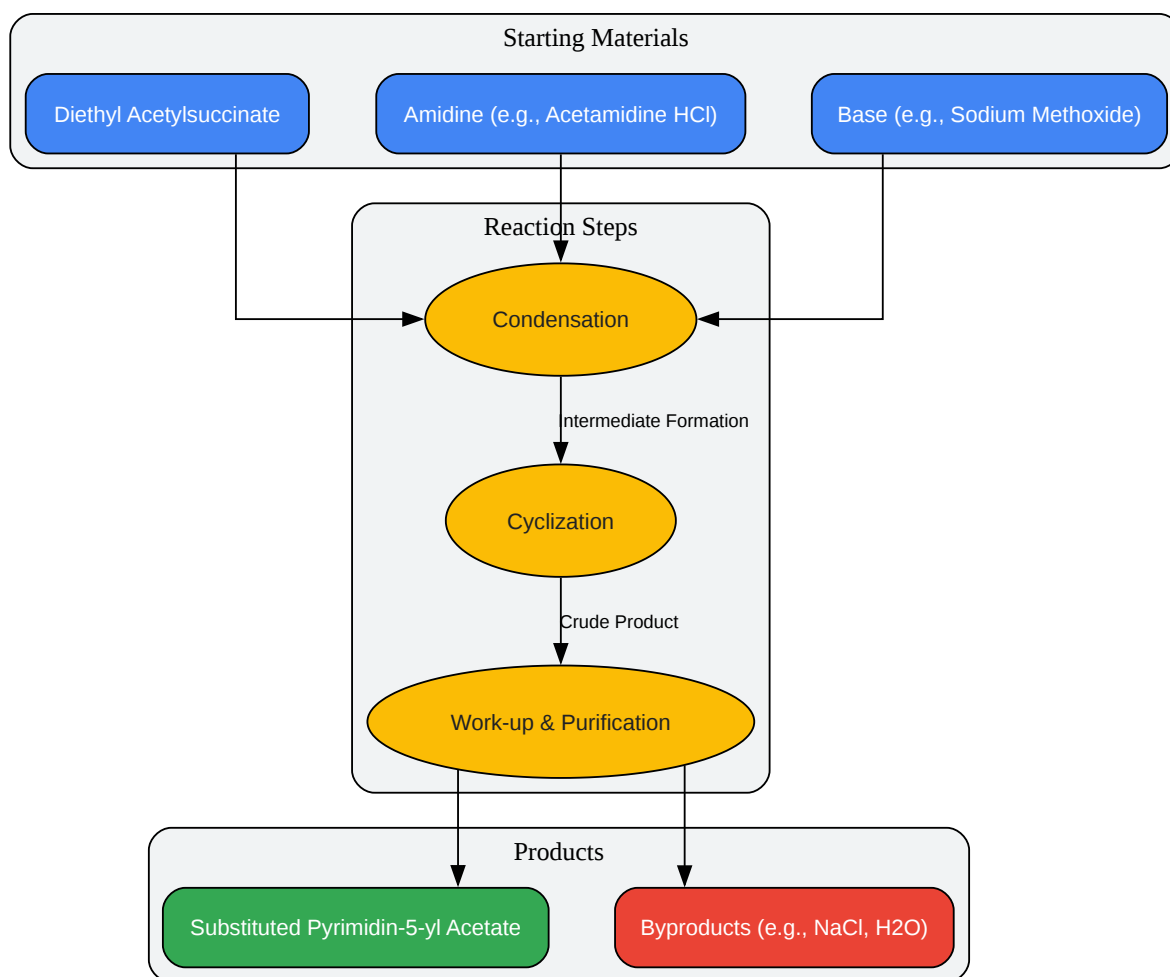 Starting Materials
Diethyl Acetylsuccinate
Amidine (e.g., Acetamidine HCl)
Base (e.g., Sodium Methoxide)
Reaction Steps
Condensation
Intermediate Formation
Cyclization
Crude Product
Work-up & Purification
Products
Substituted Pyrimidin-5-yl Acetate
Byproducts (e.g., NaCl, H2O)